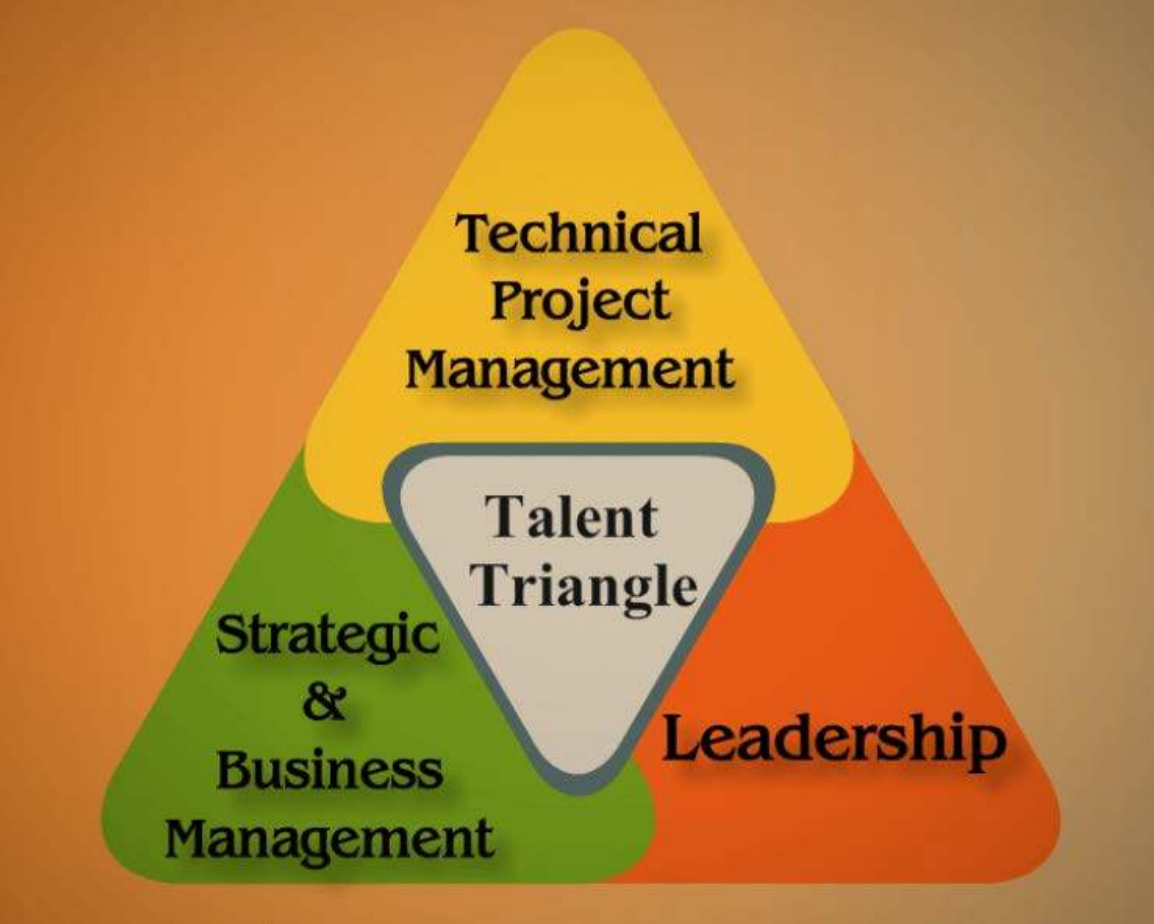 Technical
Project
Management
Talent
Triangle
Strategic
&
Business
Management
Leadership